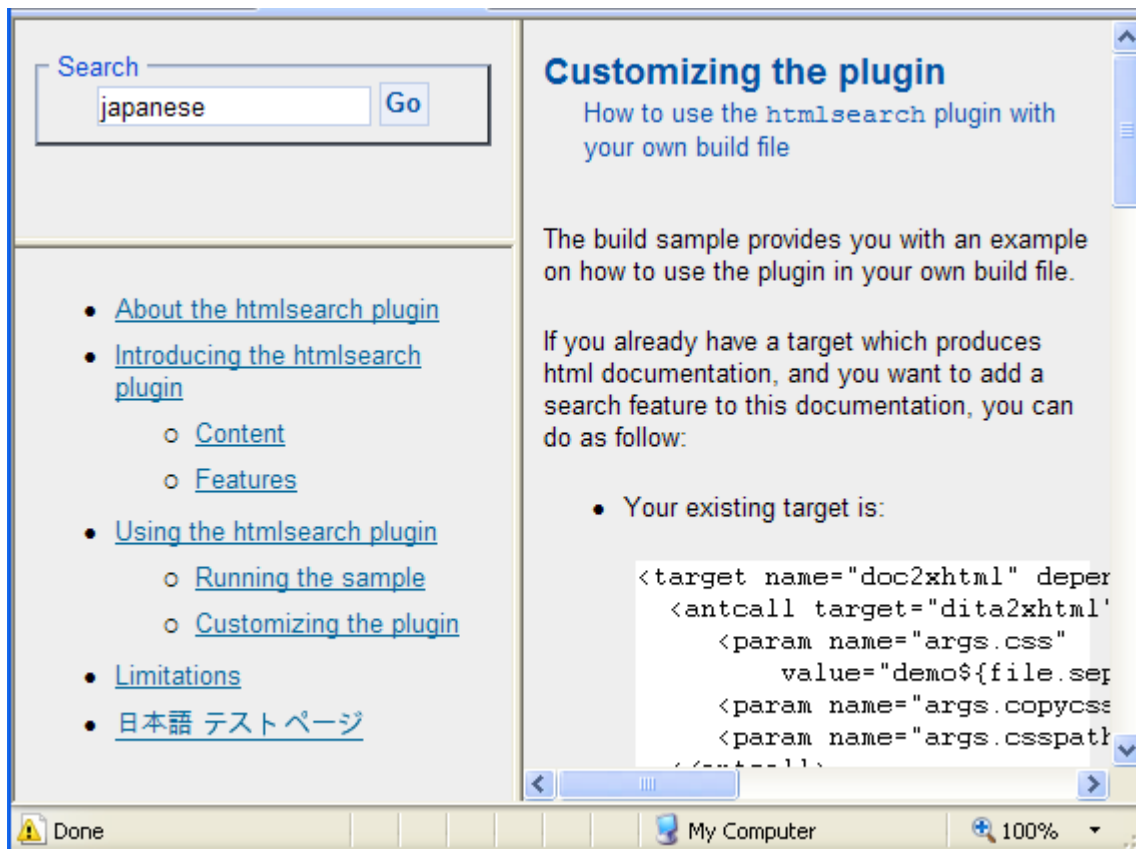 Search
japanese
Go
About the htmlsearch plugin
Introducing the htmlsearch
plugin
Content
Features
Using the htmlsearch plugin
Running the sample
Customizing the plugin
Limitations
日本語 テスト ページ
Customizing the plugin
How to use the htmlsearch plugin with
your own build file
The build sample provides you with an example
on how to use the plugin in your own build file.
If you already have a target which produces
html documentation, and you want to add a
search feature to this documentation, you can
do as follow:
Your existing target is:
<target name="doc2xhtml"
<antcall target="dita2xhtml"
<param name="args.css"
value="demo${file.
<param name="args.
<param name="args.
Done
My Computer
100%